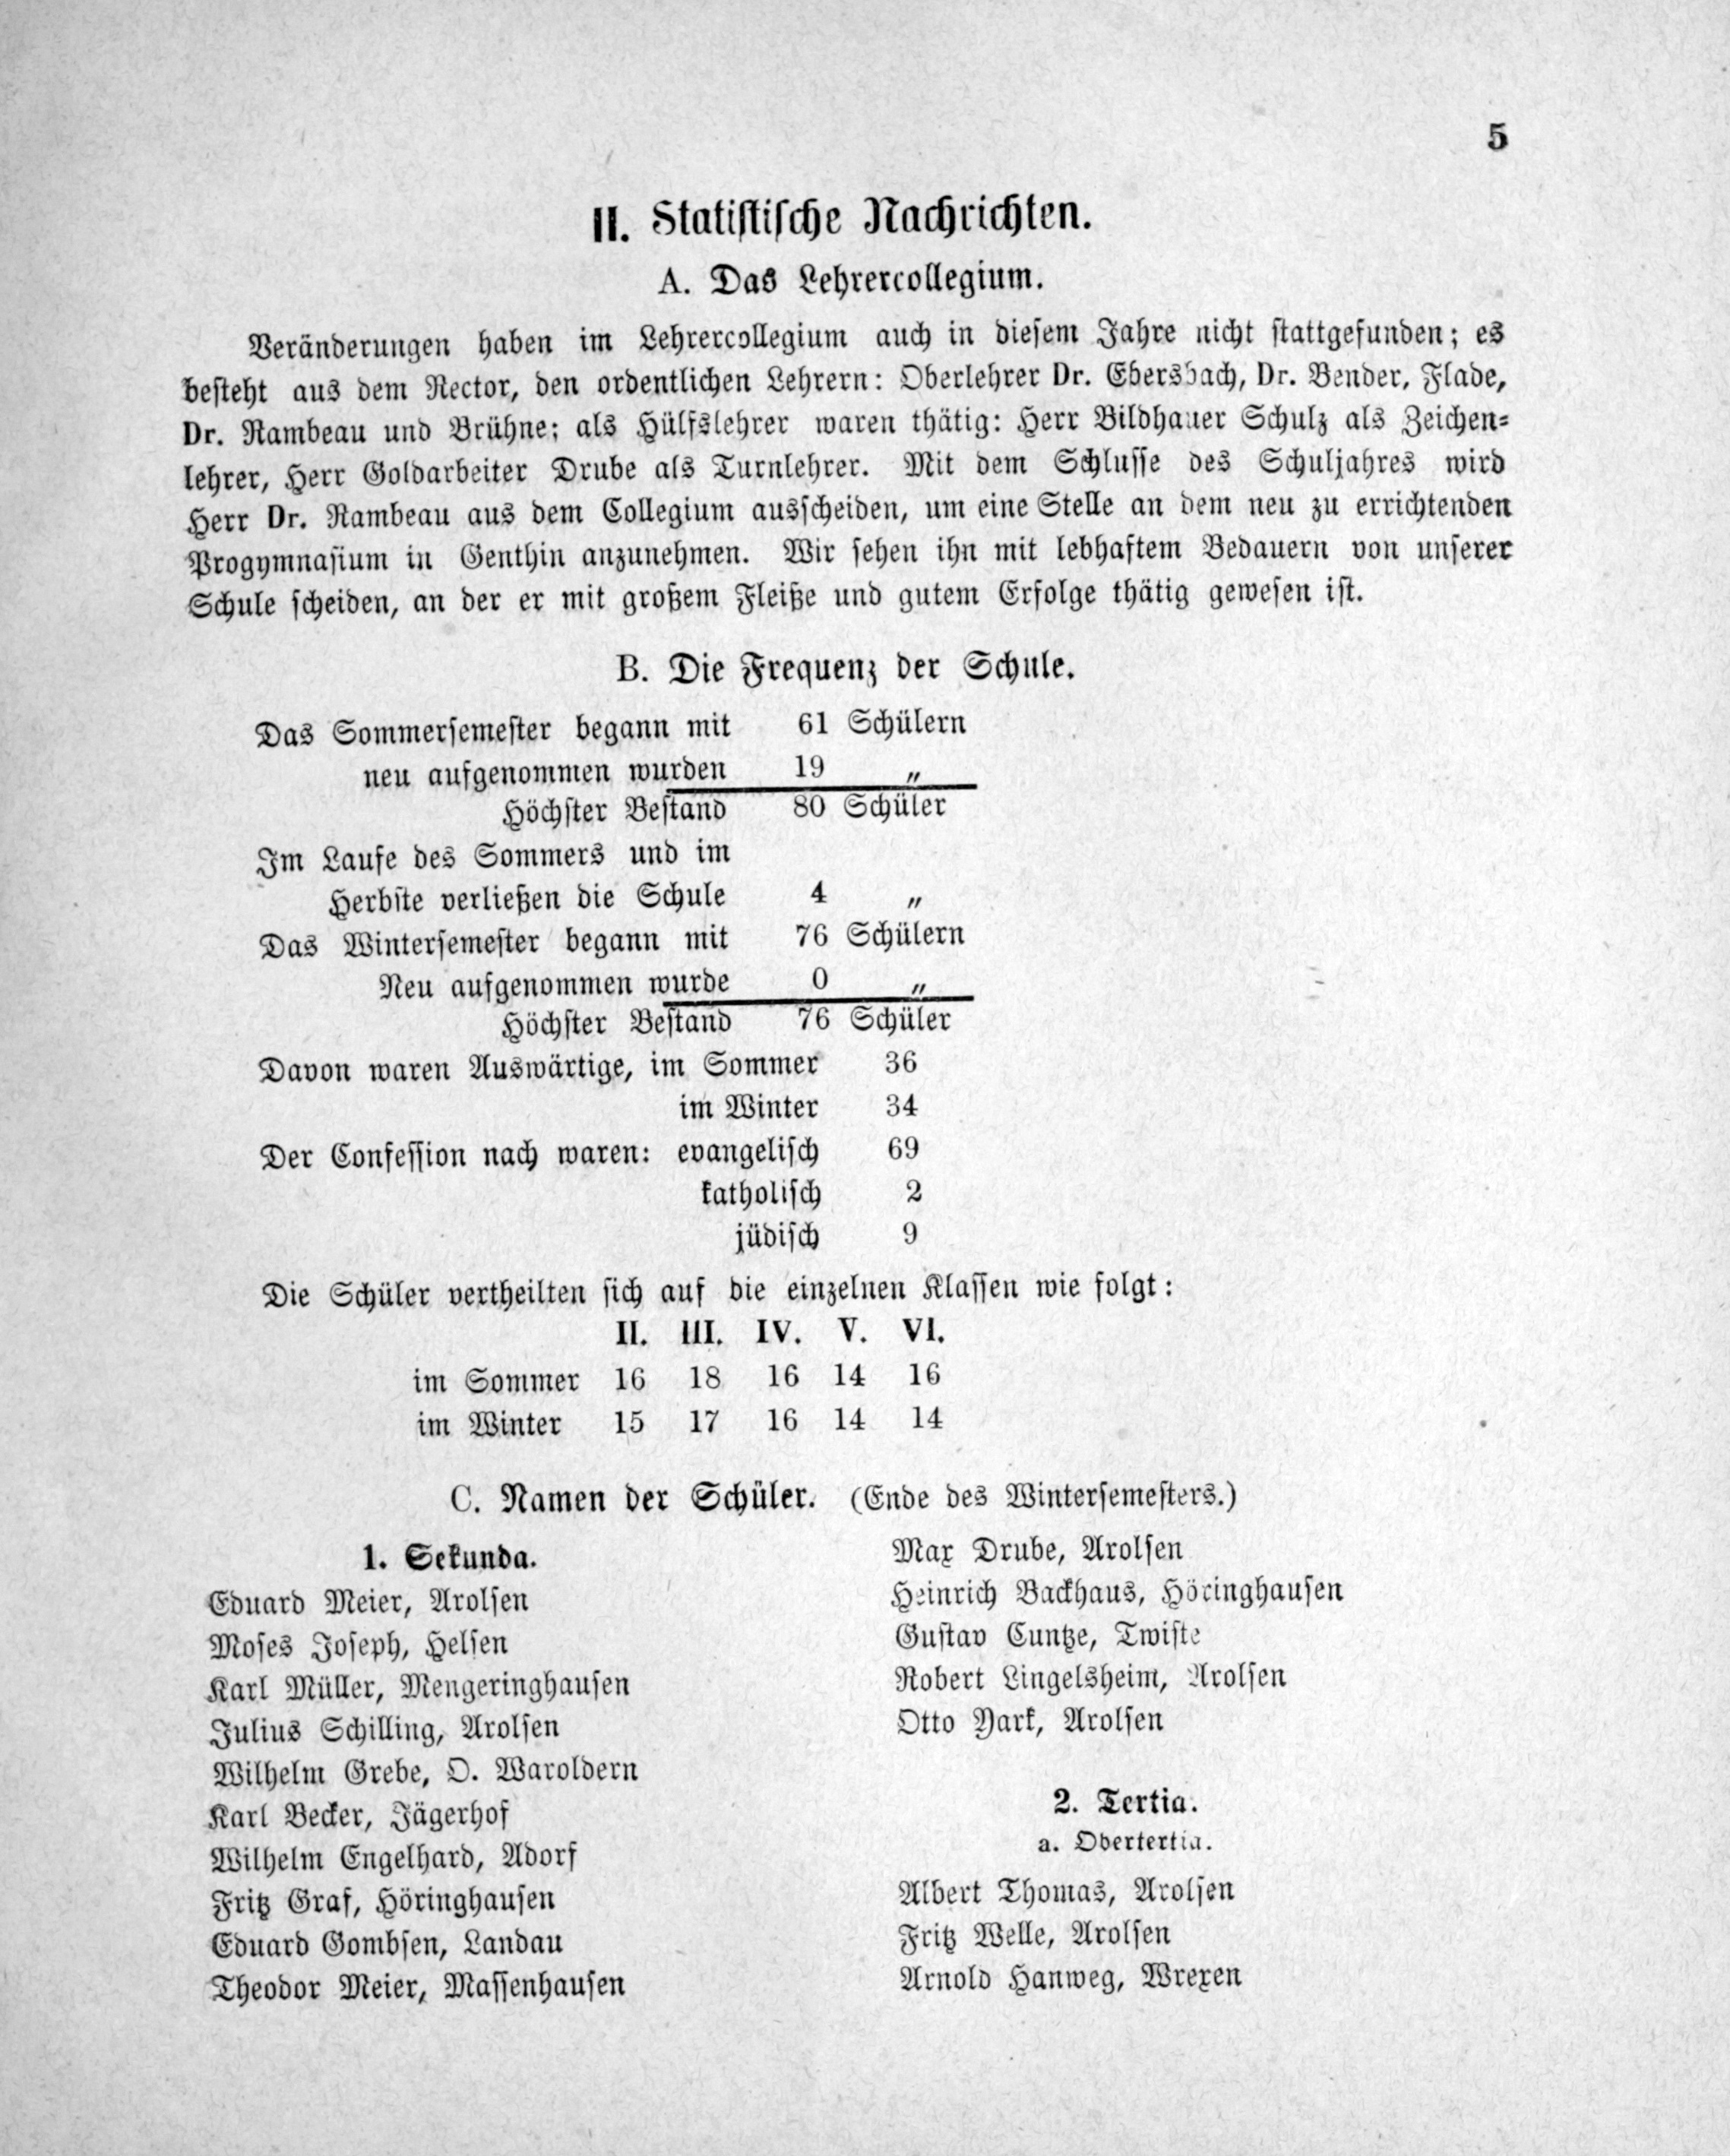 5
II. Statistische Nachrichten.
A. Das Lehrercollegium.
Veränderungen haben im Lehrercollegium auch in diesem Jahre nicht stattgefunden; es
besteht aus dem Rector, den ordentlichen Lehrern: Oberlehrer Dr. Ebersbach, Dr. Bender, Flade,
Dr. Rambeau und Brühne; als Hülfslehrer waren thätig: Herr Bildhauer Schulz als Zeichen-
lehrer, Herr Goldarbeiter Drube als Turnlehrer. Mit dem Schlusse des Schuljahres wird
Herr Dr. Rambeau aus dem Collegium ausscheiden, um eine Stelle an dem neu zu errichtenden
Progymnasium in Genthin anzunehmen. Wir sehen ihn mit lebhaftem Bedauern von unserer
Schule scheiden, an der er mit großem Fleiße und gutem Erfolge thätig gewesen ist.
B. Die Frequenz der Schule.
Das Sommersemester begann mit 61 Schülern
neu aufgenommen wurden 19 „
Höchster Bestand 80 Schüler
Im Laufe des Sommers und im
Herbste verließen die Schule 4 „
Das Wintersemester begann mit 76 Schülern
Neu aufgenommen wurde 0 „
Höchster Bestand 76 Schüler
Davon waren Auswärtige, im Sommer 36
im Winter 34
Der Confession nach waren: evangelisch 69
katholisch 2
jüdisch 9
Die Schüler vertheilten sich auf die einzelnen Klassen wie folgt:
II. III. IV. V. VI.
im Sommer 16 18 16 14 16
im Winter 15 17 16 14 14
C. Namen der Schüler. (Ende des Wintersemesters.)
1. Sekunda.
Eduard Meier, Arolsen
Moses Joseph, Helsen
Karl Müller, Mengeringhausen
Julius Schilling, Arolsen
Wilhelm Grebe, O. Waroldern
Karl Becker, Jägerhof
Wilhelm Engelhard, Adorf
Fritz Graf, Höringhausen
Eduard Gombsen, Landau
Theodor Meier, Massenhausen
Max Drube, Arolsen
Heinrich Backhaus, Höringhausen
Gustav Cuntze, Twiste
Robert Lingelsheim, Arolsen
Otto Yark, Arolsen
2. Tertia.
a. Obertertia.
Albert Thomas, Arolsen
Fritz Welle, Arolsen
Arnold Hanweg, Wrexen